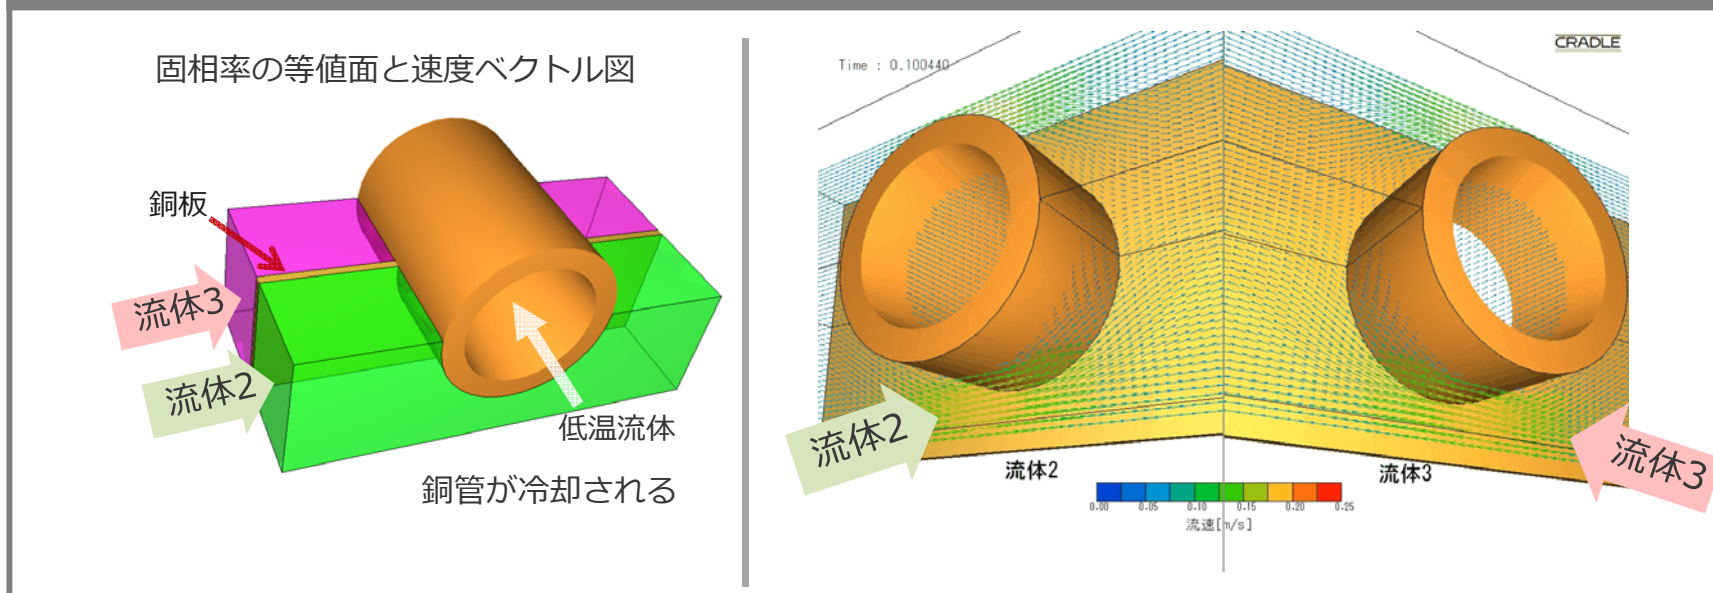 固相率の等値面と速度ベクトル図
銅板
流体3
流体2
低温流体
銅管が冷却される
CRADLE
Time : 0.100440
流体2
流体3
流体2
流体3
0.00 0.05 0.10 0.15 0.20 0.25
流速[m/s]